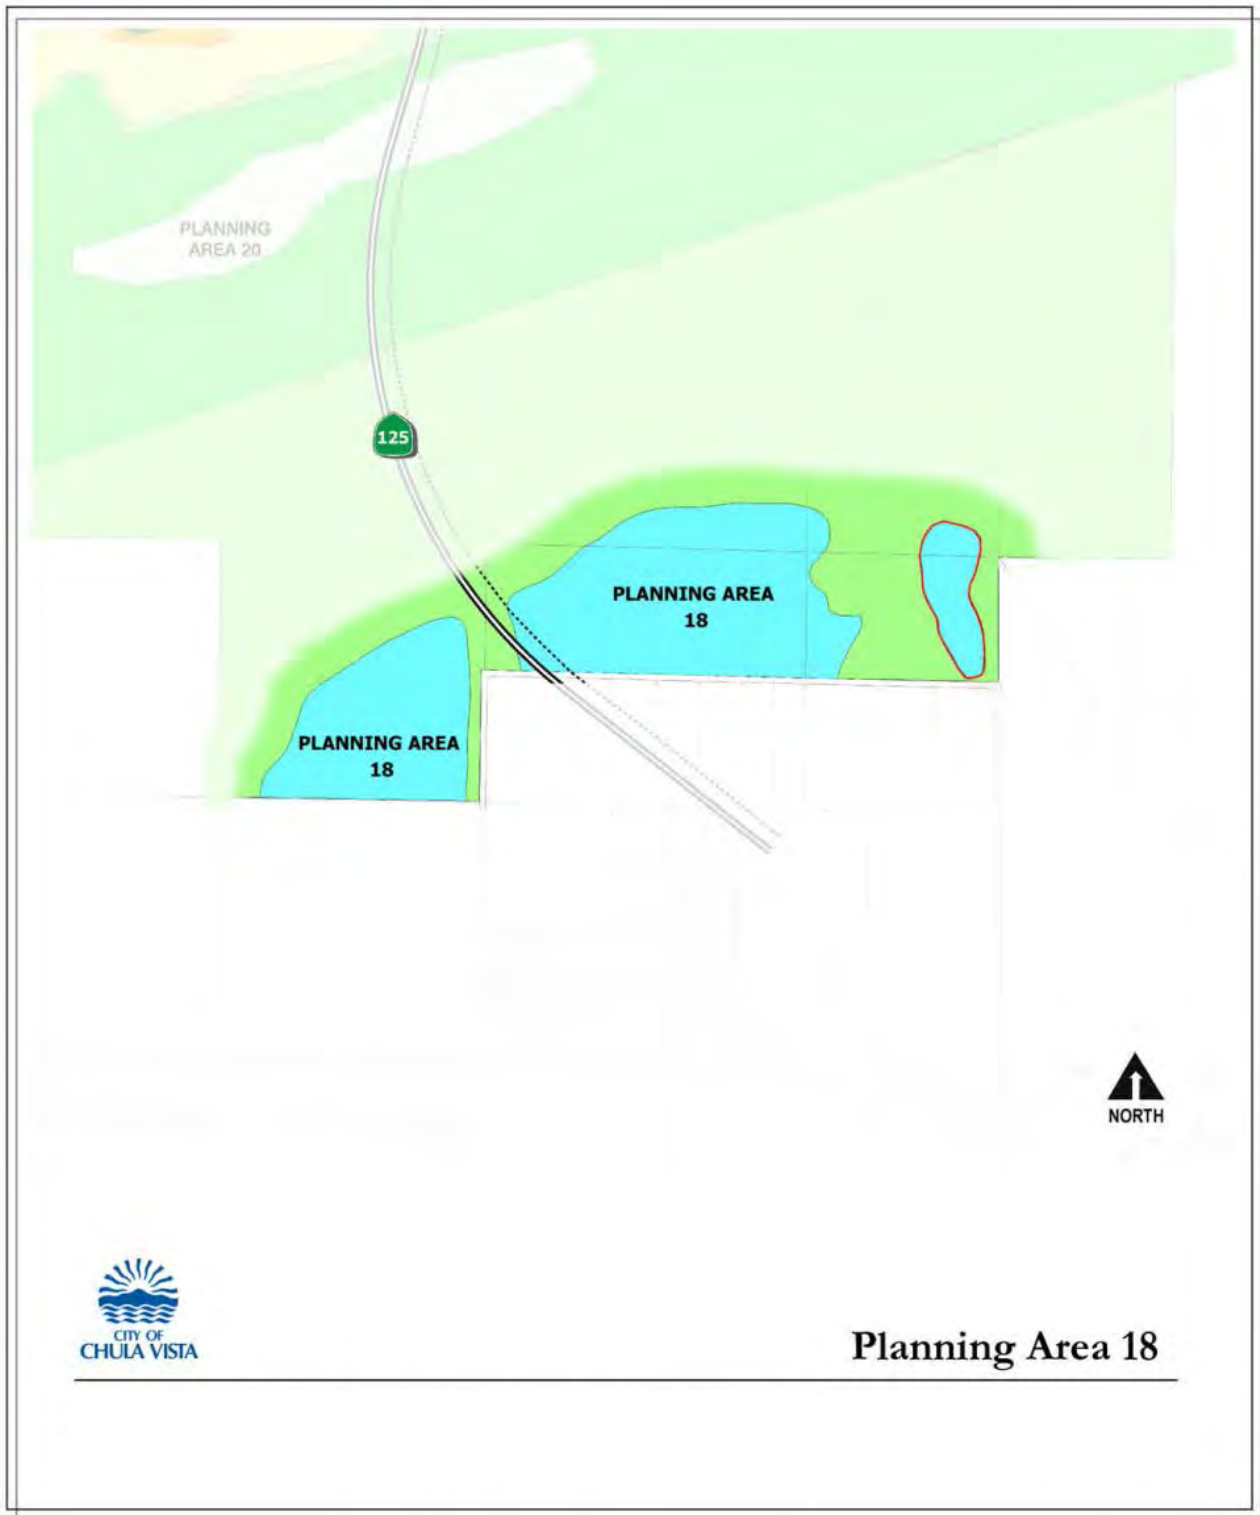 PLANNING
AREA 20
125
PLANNING AREA
18
PLANNING AREA
18
NORTH
CITY OF
CHULA VISTA
Planning Area 18